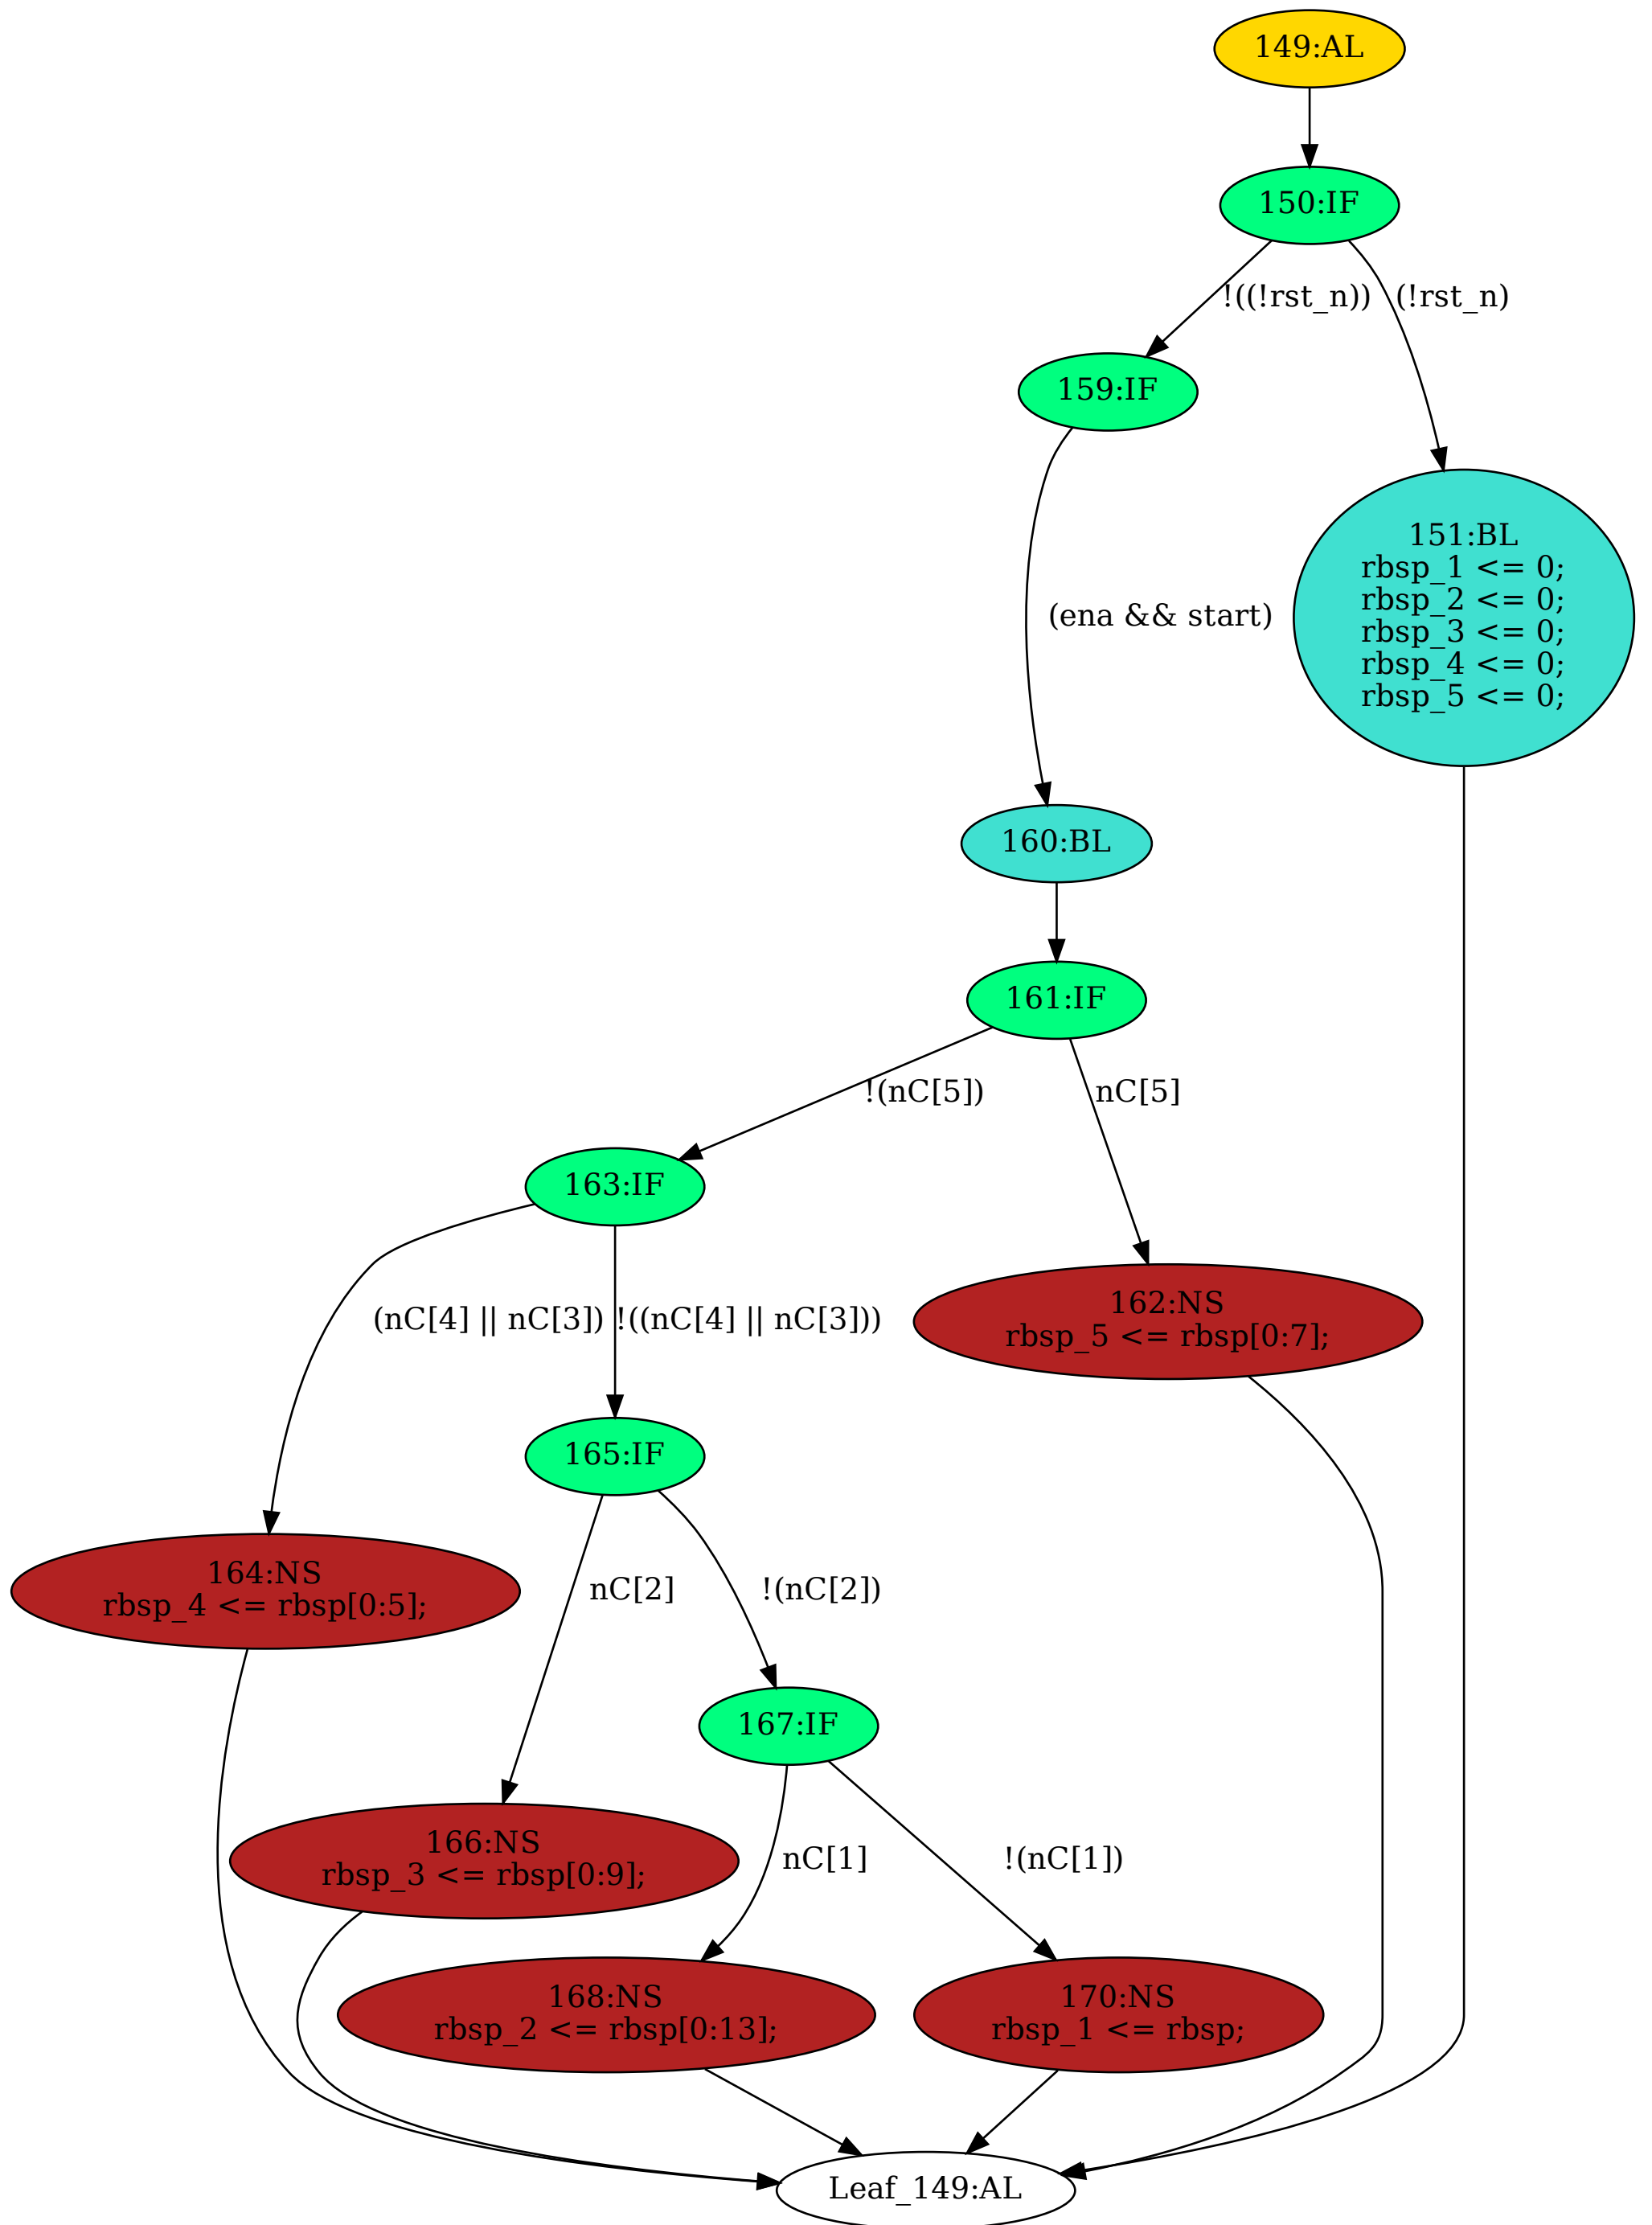 149:AL
150:IF
!((!rst_n))
(!rst_n)
159:IF
151:BL
rbsp_1 <= 0;
rbsp_2 <= 0;
rbsp_3 <= 0;
rbsp_4 <= 0;
rbsp_5 <= 0;
(ena && start)
160:BL
161:IF
!(nC[5])
nC[5]
163:IF
162:NS
rbsp_5 <= rbsp[0:7];
(nC[4] || nC[3])
!((nC[4] || nC[3]))
165:IF
164:NS
rbsp_4 <= rbsp[0:5];
nC[2]
!(nC[2])
167:IF
166:NS
rbsp_3 <= rbsp[0:9];
nC[1]
!(nC[1])
168:NS
rbsp_2 <= rbsp[0:13];
170:NS
rbsp_1 <= rbsp;
Leaf_149:AL